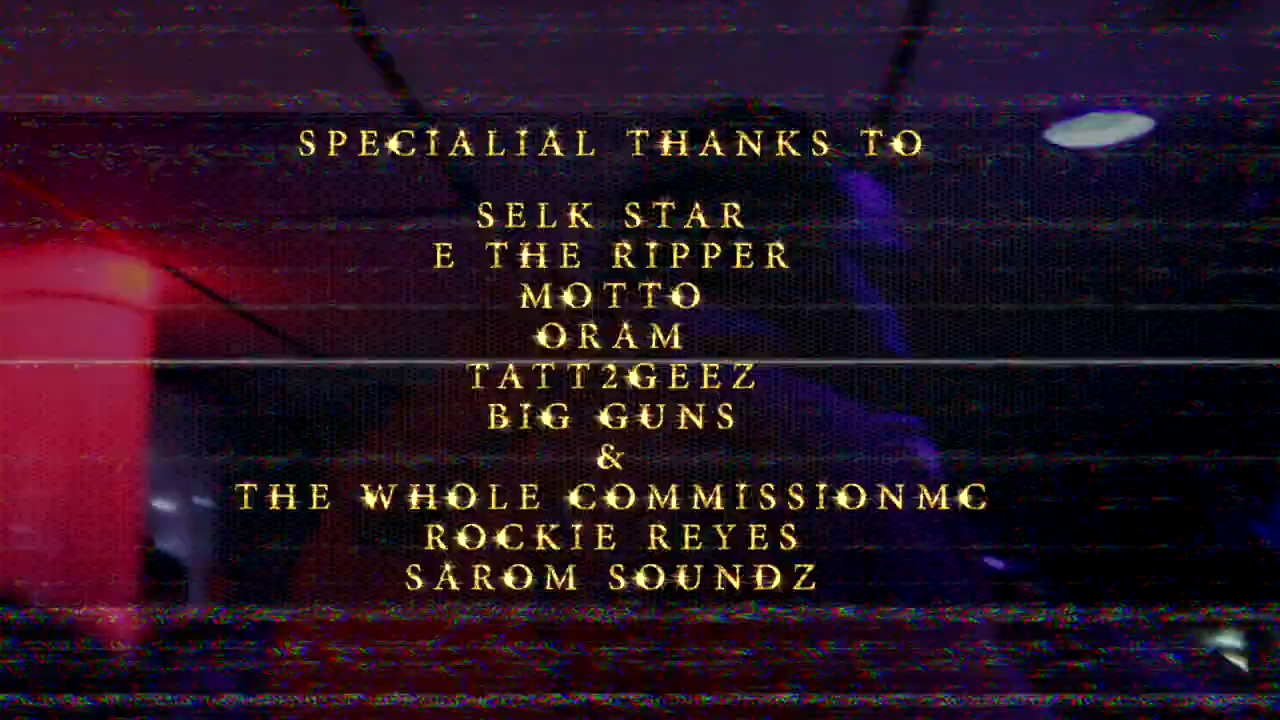 SPECIALIAL THANKS TO
SELK STAR
E THE RIPPER
MOTTO
ORAM
TATT2GEEZ
BIG GUNS
&
THE WHOLE COMMISSIONMC
ROCKIE REYES
SAROM SOUNDZ